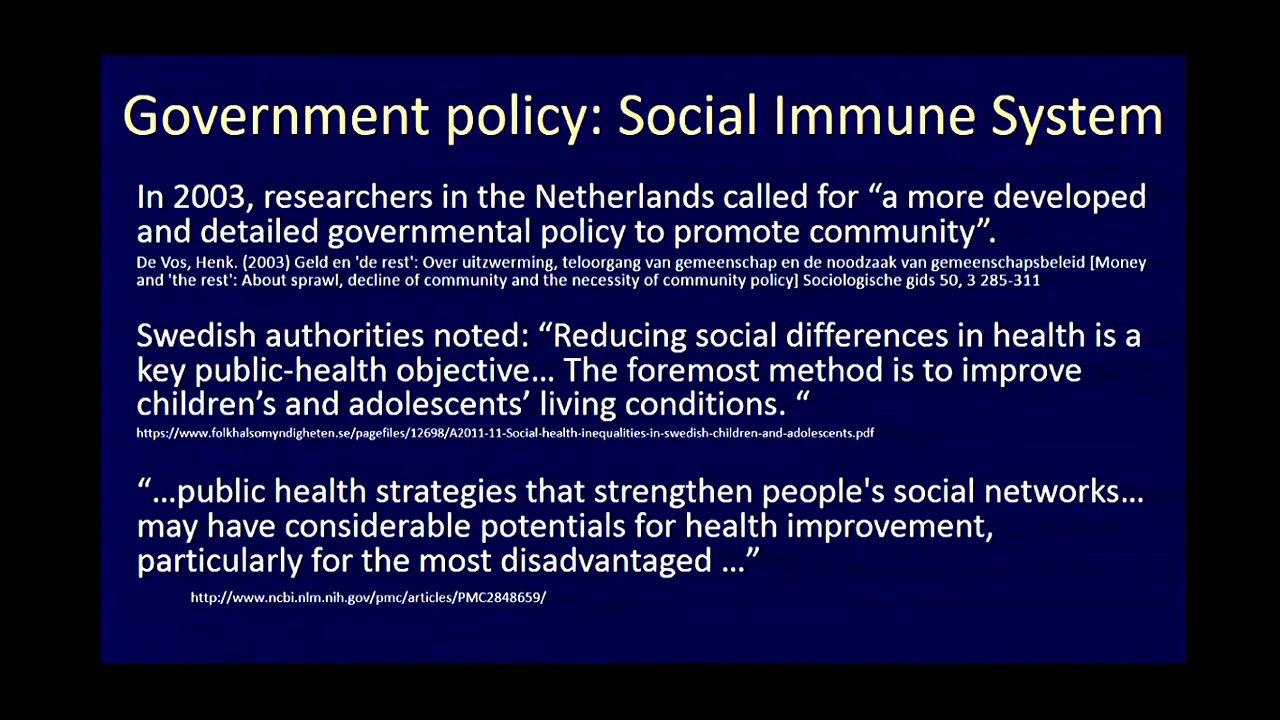 Government policy: Social Immune System
In 2003, researchers in the Netherlands called for “a more developed
and detailed governmental policy to promote community”.
De Vos, Henk. (2003) Geld en 'de rest': Over uitzwerming, teloorgang van gemeenschap en de noodzaak van gemeenschapsbeleid [Money
and 'the rest': About sprawl, decline of community and the necessity of community policy] Sociologische gids 50, 3 285-311
Swedish authorities noted: “Reducing social differences in health is a
key public-health objective… The foremost method is to improve
children’s and adolescents’ living conditions. “
https://www.folkhalsomyndigheten.se/pagefiles/12698/A2011-11-Social-health-inequalities-in-swedish-children-and-adolescents.pdf
“…public health strategies that strengthen people's social networks…
may have considerable potentials for health improvement,
particularly for the most disadvantaged …”
http://www.ncbi.nlm.nih.gov/pmc/articles/PMC2848659/